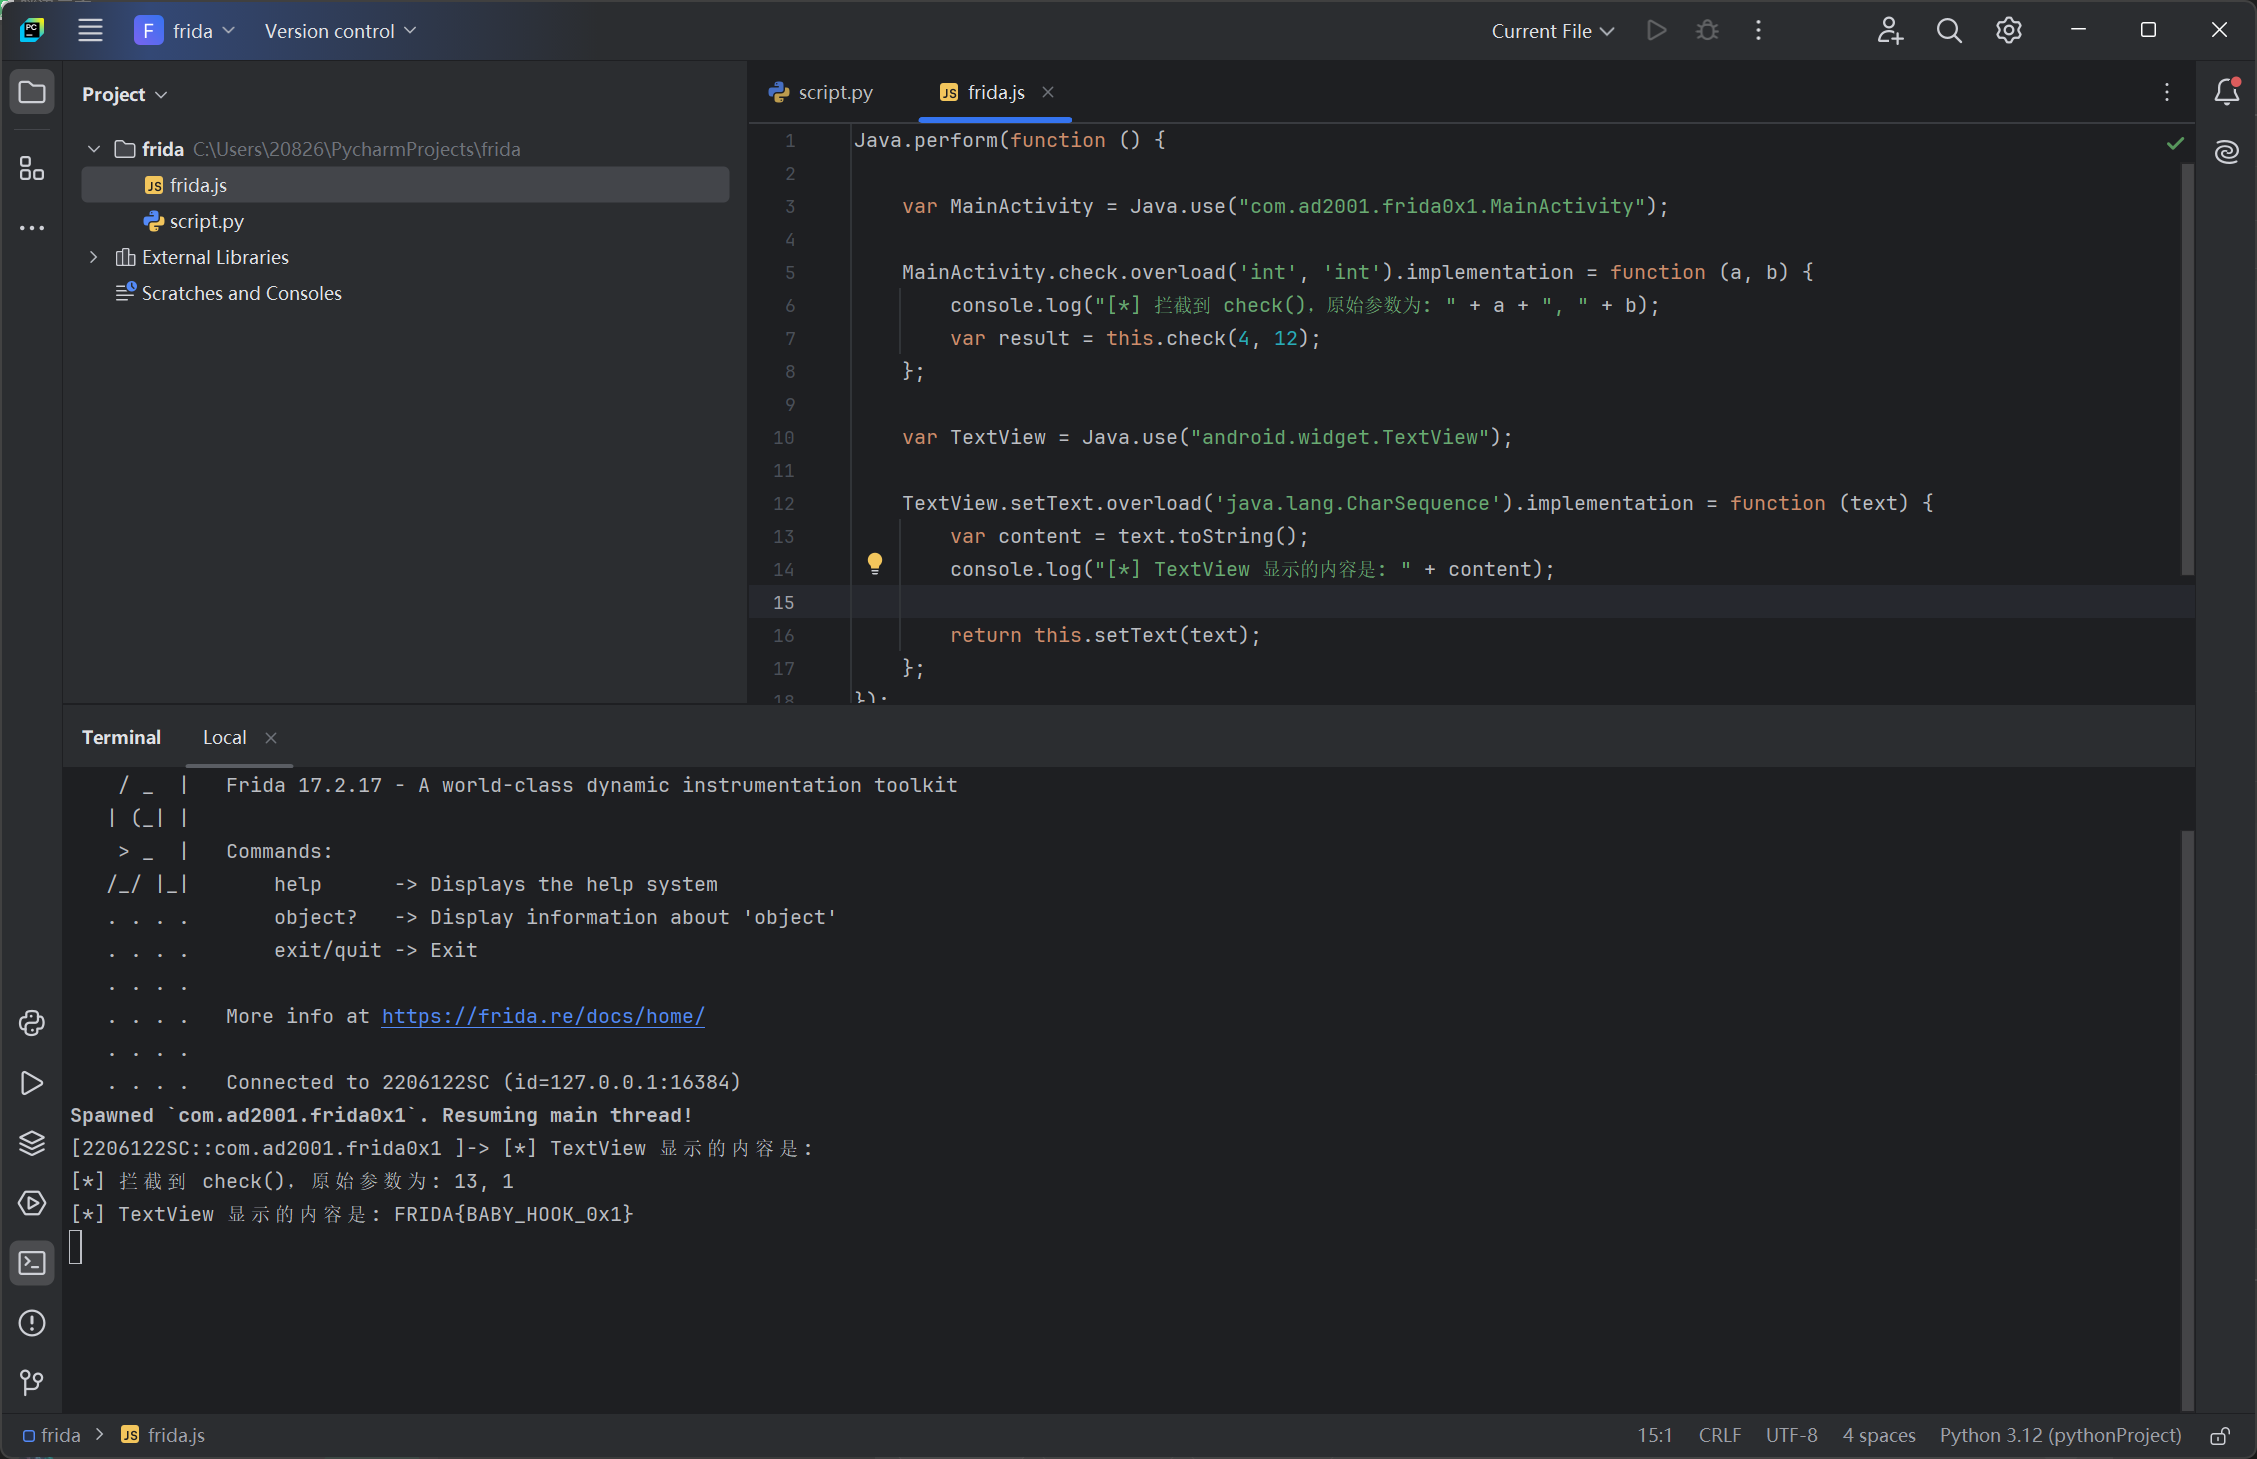 F frida Version control Current File
Project
script.py
frida.js
frida C:\Users\20826\PycharmProjects\frida
frida.js
script.py
External Libraries
Scratches and Consoles
1 Java.perform(function () {
2
3 var MainActivity = Java.use("com.ad2001.frida0x1.MainActivity");
4
5 MainActivity.check.overload('int', 'int').implementation = function (a, b) {
6 console.log("[*] 拦截到 check()，原始参数为: " + a + ", " + b);
7 var result = this.check(4, 12);
8 };
9
10 var TextView = Java.use("android.widget.TextView");
11
12 TextView.setText.overload('java.lang.CharSequence').implementation = function (text) {
13 var content = text.toString();
14 console.log("[*] TextView 显示的内容是: " + content);
15
16 return this.setText(text);
17 };
18 });
Terminal Local
/ _ | Frida 17.2.17 - A world-class dynamic instrumentation toolkit
| (_| |
> _ | Commands:
/_/ |_| help -> Displays the help system
. . . . object? -> Display information about 'object'
. . . . exit/quit -> Exit
. . . .
. . . . More info at https://frida.re/docs/home/
. . . .
. . . . Connected to 2206122SC (id=127.0.0.1:16384)
Spawned `com.ad2001.frida0x1`. Resuming main thread!
[2206122SC::com.ad2001.frida0x1 ]-> [*] TextView 显示的内容是:
[*] 拦截到 check()，原始参数为: 13, 1
[*] TextView 显示的内容是: FRIDA{BABY_HOOK_0x1}
frida > JS frida.js 15:1 CRLF UTF-8 4 spaces Python 3.12 (pythonProject)